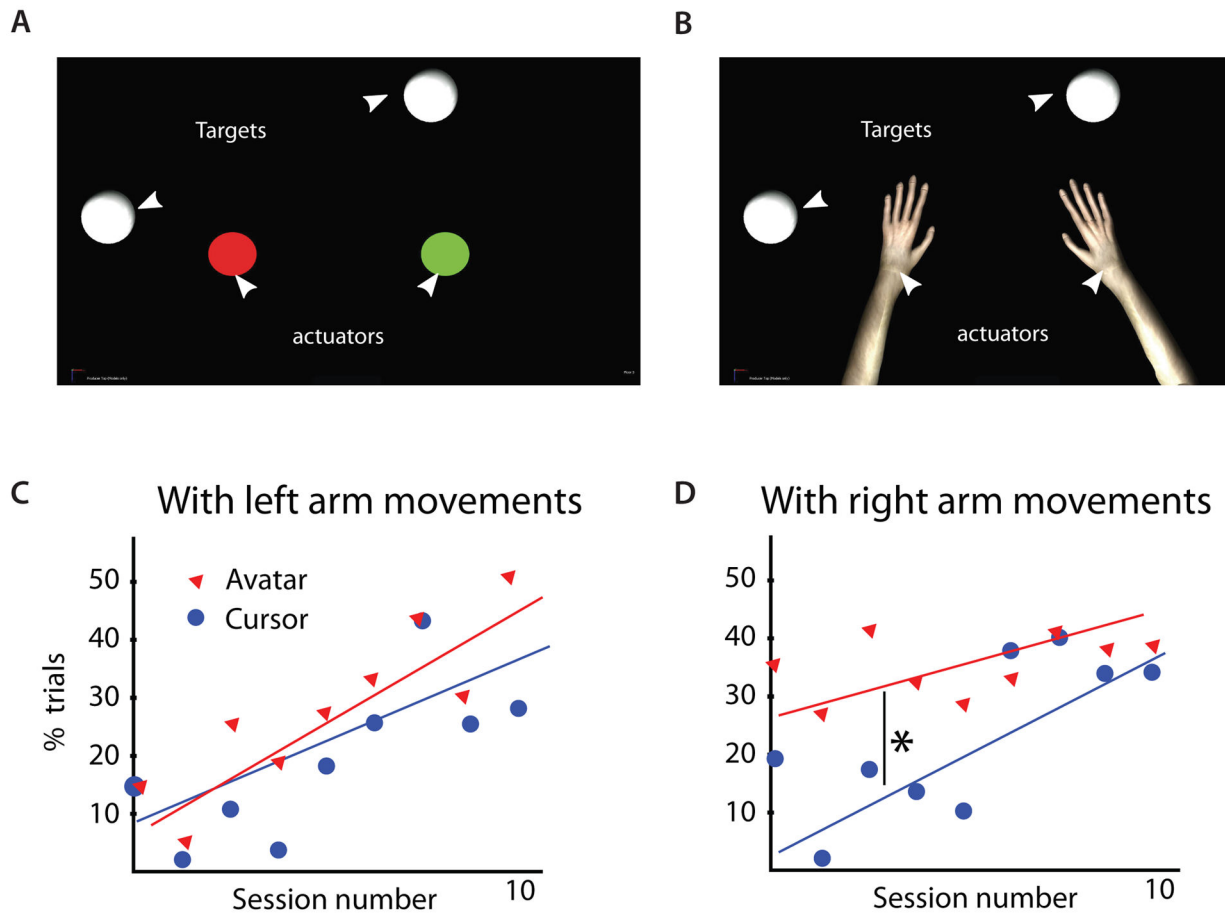 A
B
Targets
actuators
Targets
actuators
C
With left arm movements
D
With right arm movements
Avatar
Cursor
% trials
50
40
30
20
10
Session number
10
50
40
30
20
10
*
Session number
10